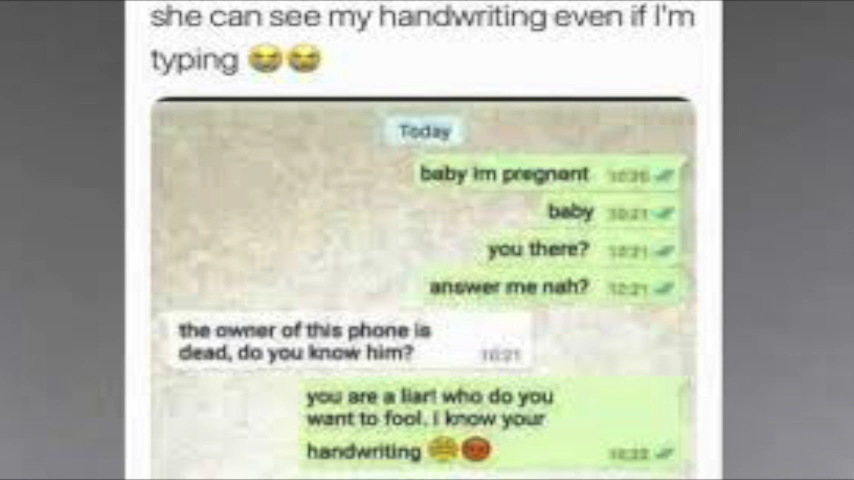 she can see my handwriting even if I'm
typing 😂😂
Today
baby im pregnant
baby 10:21
you there? 10:21
answer me nah? 10:21
the owner of this phone is
dead, do you know him? 10:21
you are a liar! who do you
want to fool. I know your
handwriting 10:22